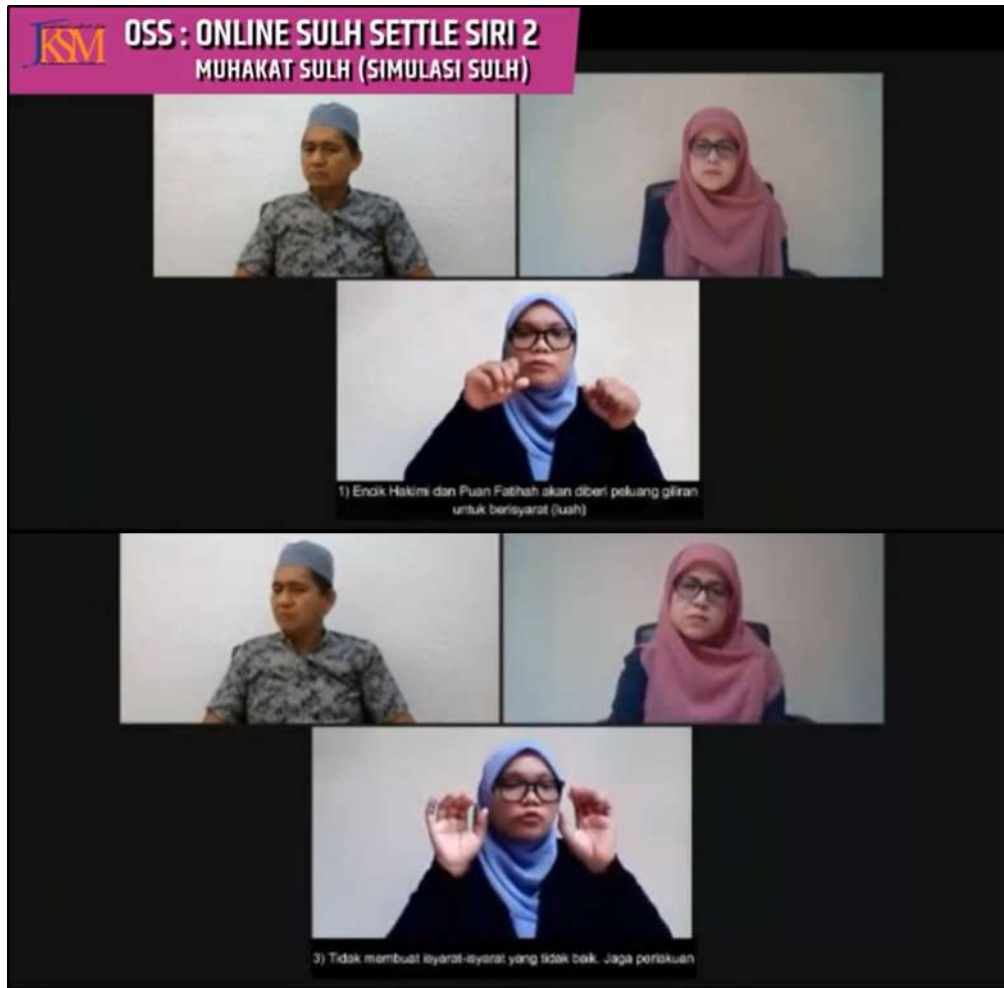 JKSM
OSS : ONLINE SULH SETTLE SIRI 2
MUHAKAT SULH (SIMULASI SULH)
1) Encik Hakimi dan Puan Fatihah akan diberi peluang giliran
untuk berisyarat (luah)
3) Tidak membuat isyarat-isyarat yang tidak baik. Jaga perlakuan